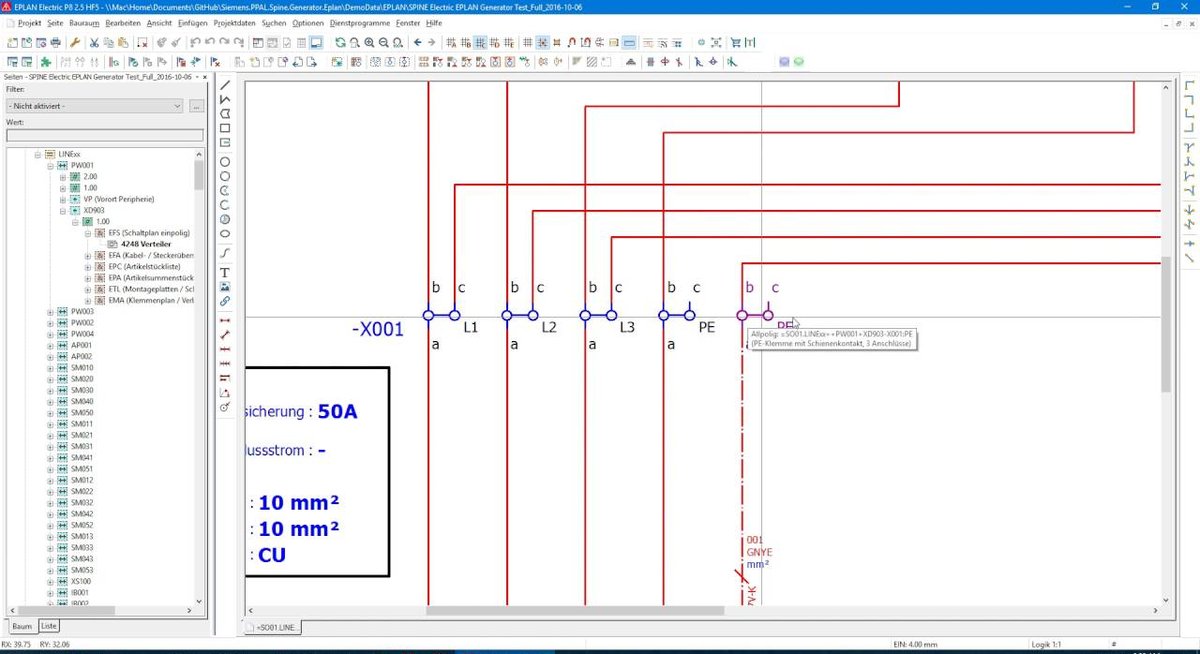 EPLAN Electric P8 2.5 HF5 - \\Mac\Home\Documents\GitHub\Siemens.PPAL.Spine.Generator.Eplan\DemoData\EPLAN\SPINE Electric EPLAN Generator Test_Full_2016-10-06
Projekt Seite Bauraum Bearbeiten Ansicht Einfügen Projektdaten Suchen Optionen Dienstprogramme Fenster Hilfe
Seiten - SPINE Electric EPLAN Generator Test_Full_2016-10-06
Filter:
- Nicht aktiviert -
...
Wert:
LINExx
PW001
2.00
1.00
VP (Vorort Peripherie)
XD903
1.00
EFS (Schaltplan einpolig)
4248 Verteiler
EFA (Kabel- / Steckerüber
EPC (Artikelstückliste)
EPA (Artikelsummenstück
ETL (Montageplatten / Sch
EMA (Klemmenplan / Ver
PW003
PW002
PW004
AP001
AP002
SM010
SM020
SM030
SM040
SM050
SM011
SM021
SM031
SM041
SM051
SM012
SM022
SM032
SM042
SM052
SM013
SM033
SM043
SM053
XS100
IB001
IB002
Baum Liste
b c b c b c b c b c
-X001 L1 L2 L3 PE PE
a a a a
Allpolig: =SO01.LINExx++PW001+XD903-X001:PE
(PE-Klemme mit Schienenkontakt, 3 Anschlüsse)
sicherung : 50A
ussstrom : -
: 10 mm²
: 10 mm²
: CU
001
GNYE
mm²
=SO01.LINE...
RX: 39.75 RY: 32.06 EIN: 4.00 mm Logik 1:1 #